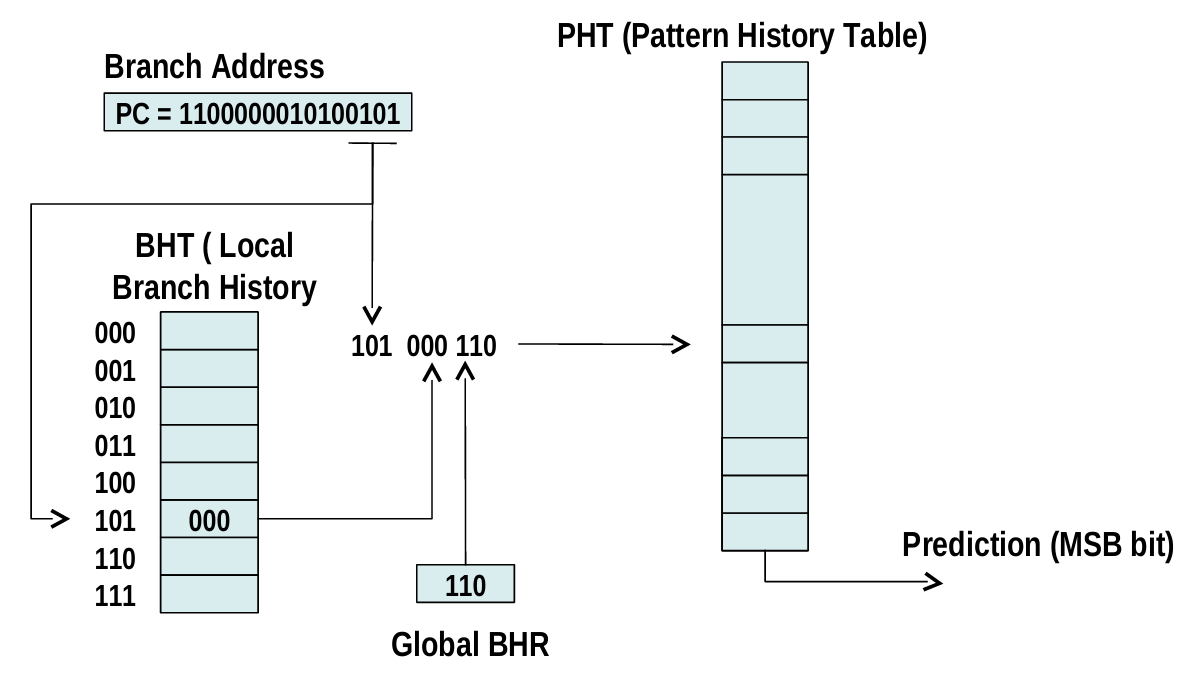 PHT (Pattern History Table)
Branch Address
PC = 1100000010100101
BHT ( Local
Branch History
000
001
010
011
100
101
110
111
000
101 000 110
110
Global BHR
Prediction (MSB bit)